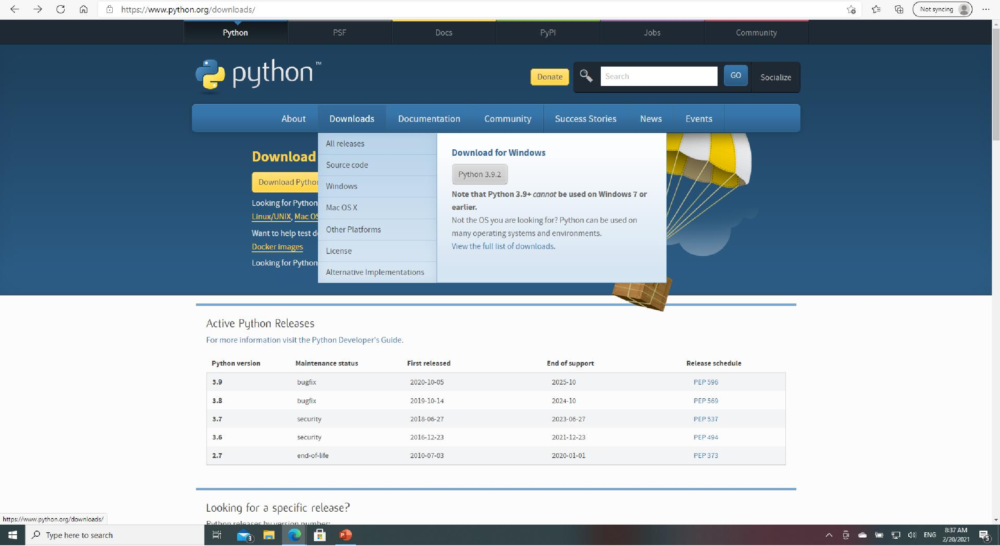 https://www.python.org/downloads/
Not syncing
Python
PSF
Docs
PyPI
Jobs
Community
python™
Donate
Search
GO
Socialize
About
Downloads
Documentation
Community
Success Stories
News
Events
All releases
Source code
Windows
Mac OS X
Other Platforms
License
Alternative Implementations
Download for Windows
Python 3.9.2
Note that Python 3.9+ cannot be used on Windows 7 or
earlier.
Not the OS you are looking for? Python can be used on
many operating systems and environments.
View the full list of downloads.
Download
Download Python
Looking for Python
Linux/UNIX, Mac OS
Want to help test d
Docker images
Looking for Python
Active Python Releases
For more information visit the Python Developer's Guide.
Python version Maintenance status First released End of support Release schedule
3.9 bugfix 2020-10-05 2025-10 PEP 596
3.8 bugfix 2019-10-14 2024-10 PEP 569
3.7 security 2018-06-27 2023-06-27 PEP 537
3.6 security 2016-12-23 2021-12-23 PEP 494
2.7 end-of-life 2010-07-03 2020-01-01 PEP 373
Looking for a specific release?
Python releases by version number:
https://www.python.org/downloads/
Type here to search
3
P
ENG
8:37 AM
2/20/2021
5